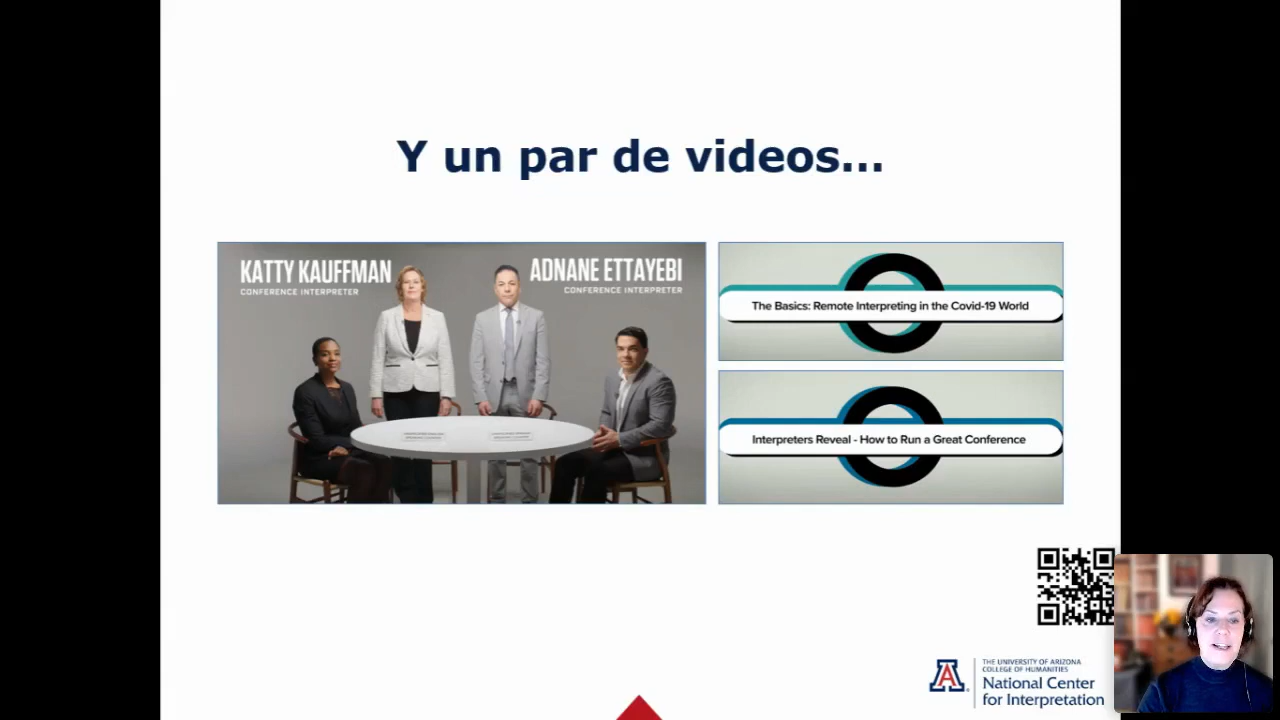 Y un par de videos...
KATTY KAUFFMAN
CONFERENCE INTERPRETER
ADNANE ETTAYEBI
CONFERENCE INTERPRETER
The Basics: Remote Interpreting in the Covid-19 World
Interpreters Reveal - How to Run a Great Conference
THE UNIVERSITY OF ARIZONA
COLLEGE OF HUMANITIES
National Center
for Interpretation